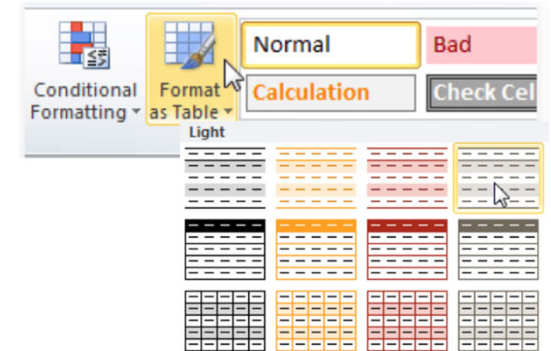 Normal Bad
Conditional Formatting
Format as Table
Calculation Check Cel
Light